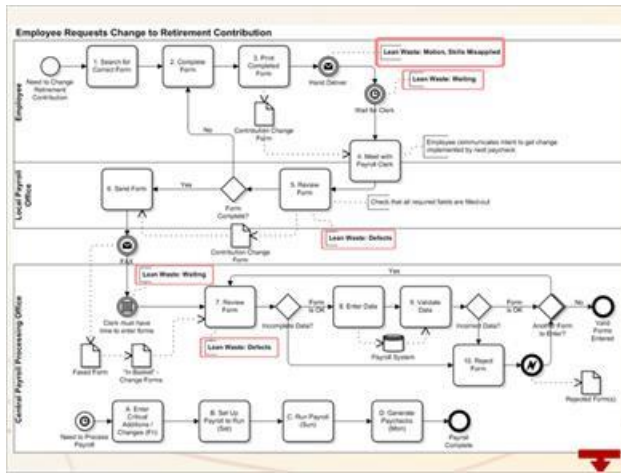 Employee Requests Change to Retirement Contribution
Employee
Need to Change
Retirement
Contribution
1. Search for
Correct Form
2. Complete
Form
3. Print
Completed
Form
Hand Deliver
Lean Waste: Motion, Skills Misapplied
Lean Waste: Waiting
Wait for Clerk
Contribution Change
Form
No
4. Meet with
Payroll Clerk
Employee communicates intent to get change
implemented by next paycheck
Local Payroll
Office
6. Send Form
Yes
Form
Complete?
5. Review
Form
Check that all required fields are filled-out
Contribution Change
Form
Lean Waste: Defects
FAX
Central Payroll Processing Office
Lean Waste: Waiting
Yes
Clerk must have
time to enter forms
7. Review
Form
Incomplete Data?
Form
is OK
8. Enter Data
9. Validate
Data
Incorrect Data?
Form
is OK
Another Form
to Enter?
No
Valid
Forms
Entered
Lean Waste: Defects
Payroll System
10. Reject
Form
Faxed Form
"In Basket" -
Change Forms
Rejected Form(s)
Need to Process
Payroll
A. Enter
Critical
Additions /
Changes (Fri)
B. Set Up
Payroll to Run
(Sat)
C. Run Payroll
(Sun)
D. Generate
Paychecks
(Mon)
Payroll
Complete